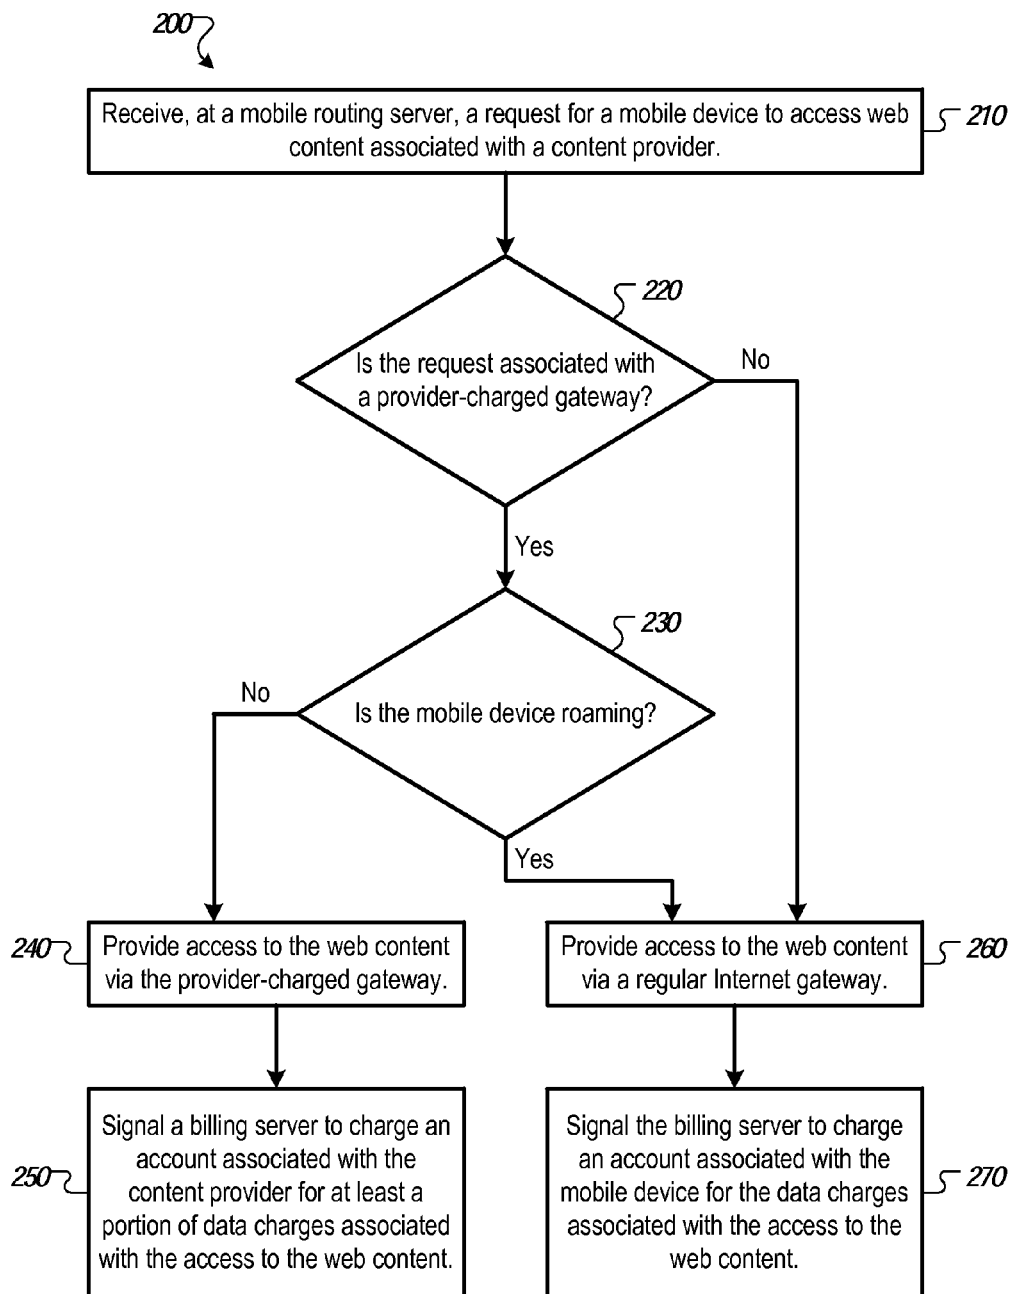 200
Receive, at a mobile routing server, a request for a mobile device to access web
content associated with a content provider.
210
220
Is the request associated with
a provider-charged gateway?
No
Yes
230
No
Is the mobile device roaming?
Yes
240
Provide access to the web content
via the provider-charged gateway.
Provide access to the web content
via a regular Internet gateway.
260
250
Signal a billing server to charge an
account associated with the
content provider for at least a
portion of data charges associated
with the access to the web content.
Signal the billing server to charge
an account associated with the
mobile device for the data charges
associated with the access to the
web content.
270